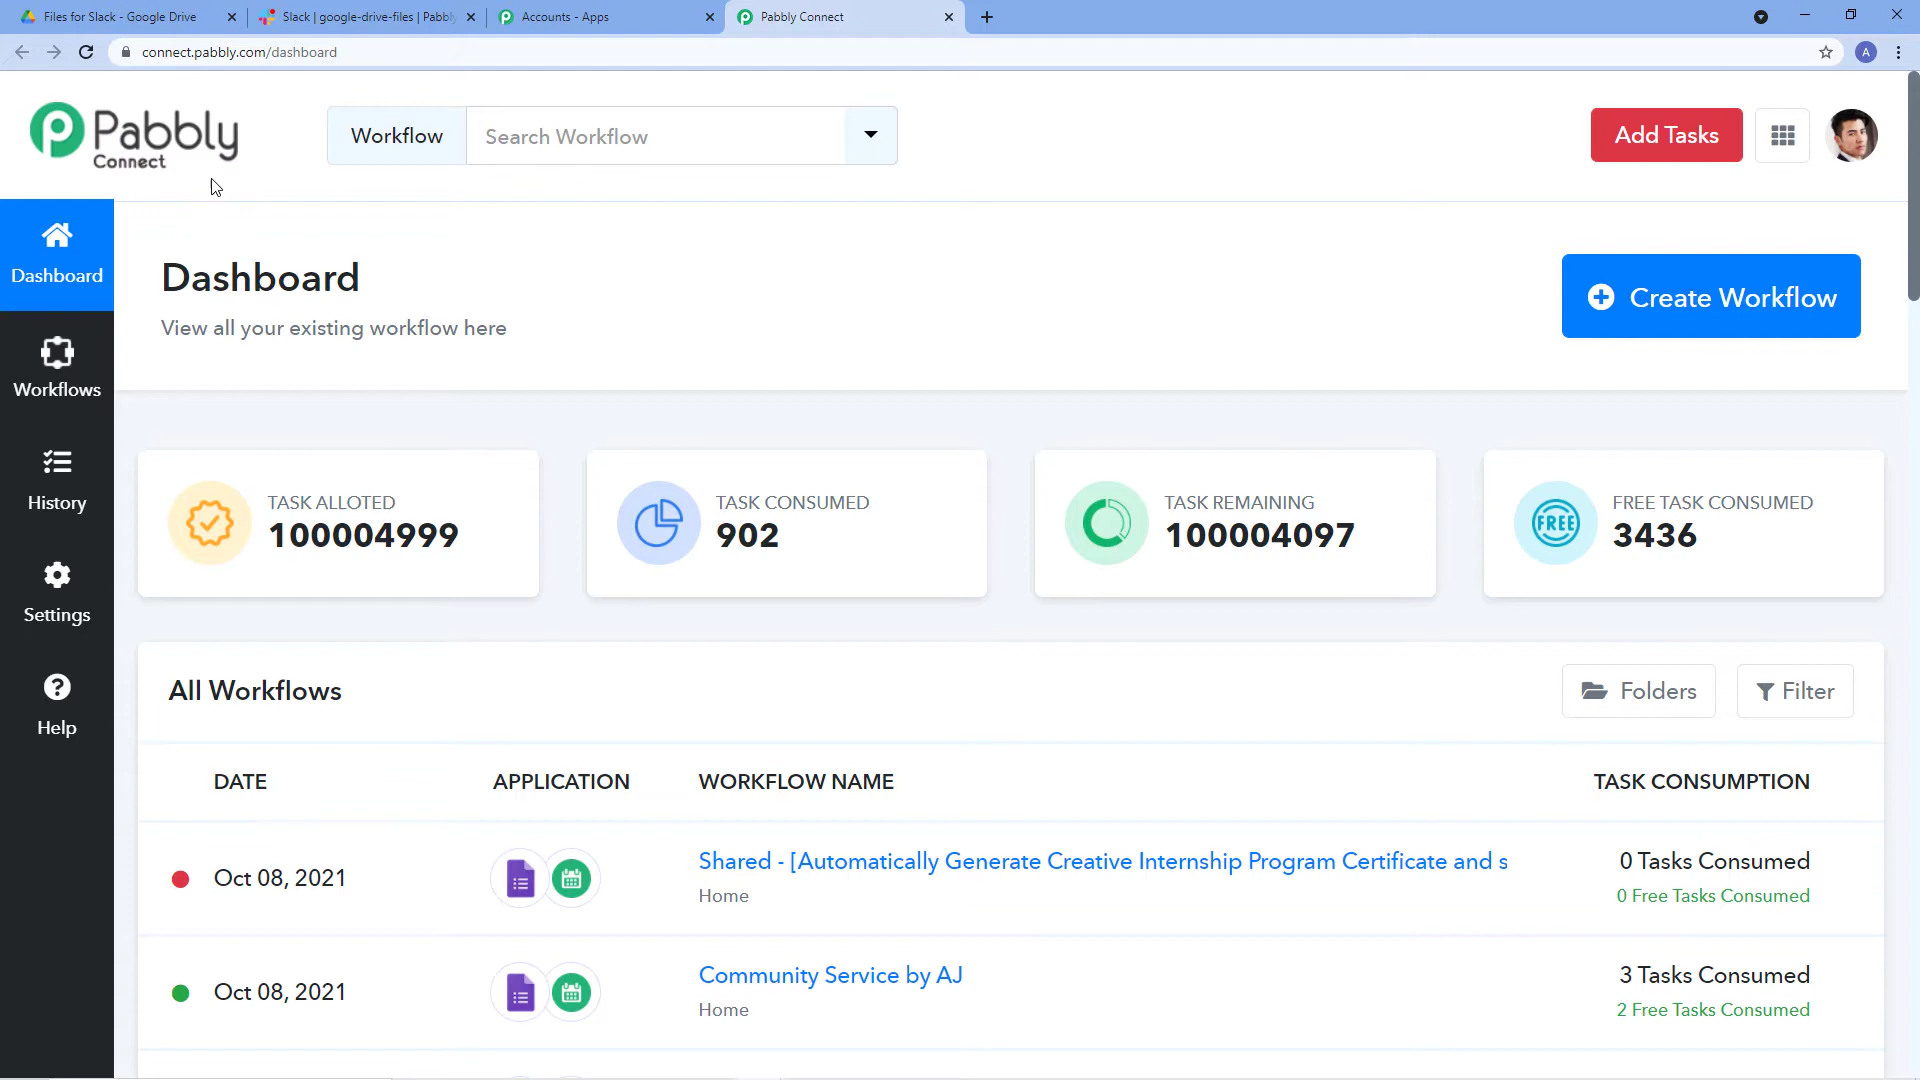 Files for Slack - Google Drive
Slack | google-drive-files | Pabbly
Accounts - Apps
Pabbly Connect
connect.pabbly.com/dashboard
A
Pabbly
Connect
Workflow
Search Workflow
Add Tasks
Dashboard
Workflows
History
Settings
Help
Dashboard
View all your existing workflow here
Create Workflow
TASK ALLOTED
100004999
TASK CONSUMED
902
TASK REMAINING
100004097
FREE
FREE TASK CONSUMED
3436
All Workflows
Folders
Filter
DATE
APPLICATION
WORKFLOW NAME
TASK CONSUMPTION
Oct 08, 2021
Shared - [Automatically Generate Creative Internship Program Certificate and s
Home
0 Tasks Consumed
0 Free Tasks Consumed
Oct 08, 2021
Community Service by AJ
Home
3 Tasks Consumed
2 Free Tasks Consumed